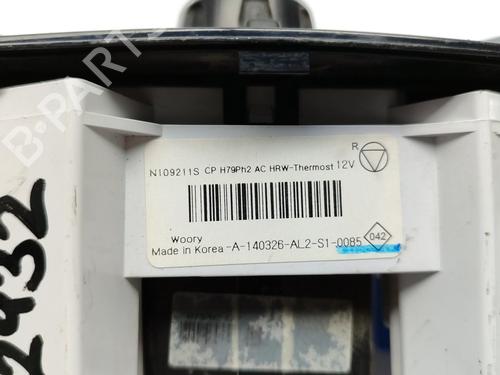 B-PARTS
N109211S CP H79Ph2 AC HRW-Thermost 12V
R
Woory
Made in Korea -A-140326-AL2-S1-0085
042